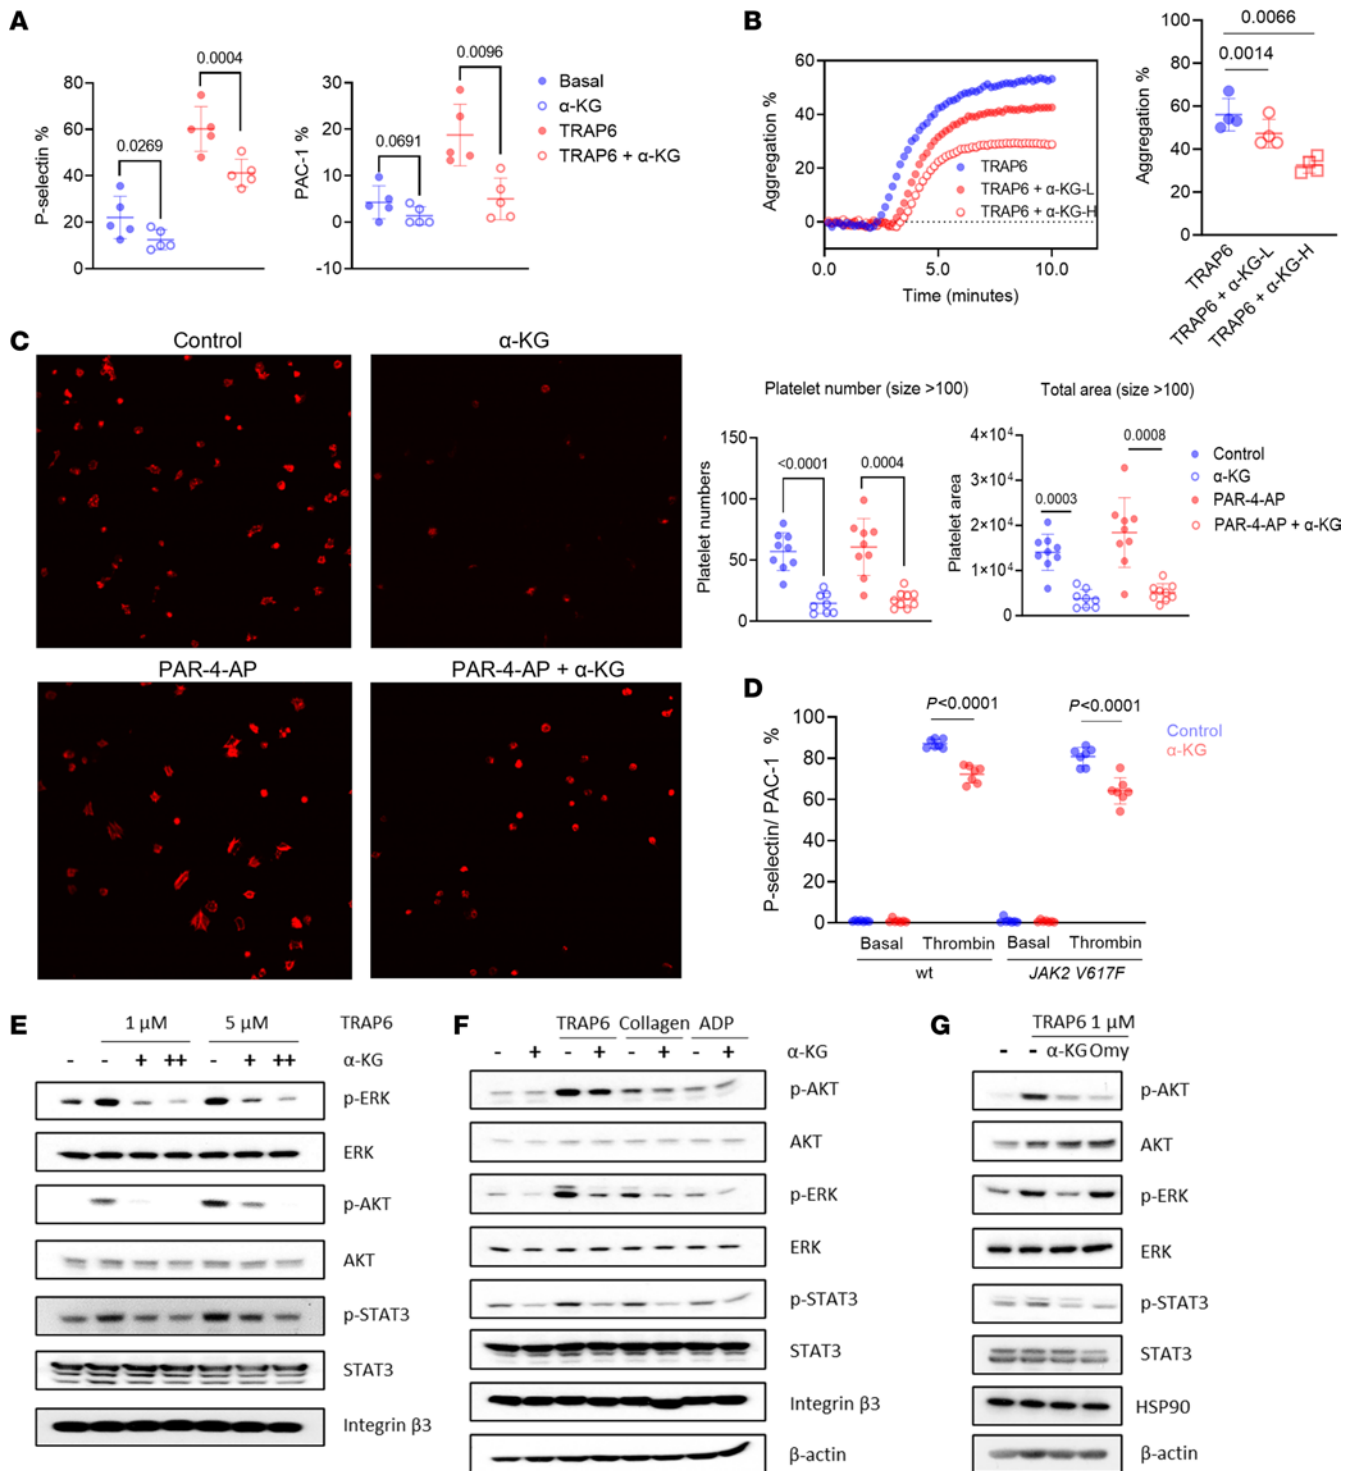 A
P-selectin %
80
60
40
20
0
0.0269
0.0004
PAC-1 %
30
20
10
0
-10
0.0691
0.0096
Basal
α-KG
TRAP6
TRAP6 + α-KG
B
Aggregation %
60
40
20
0
0.0
5.0
10.0
Time (minutes)
TRAP6
TRAP6 + α-KG-L
TRAP6 + α-KG-H
Aggregation %
100
80
60
40
20
0
0.0066
0.0014
TRAP6
TRAP6 + α-KG-L
TRAP6 + α-KG-H
C
Control
α-KG
PAR-4-AP
PAR-4-AP + α-KG
Platelet number (size >100)
Platelet numbers
150
100
50
0
<0.0001
0.0004
Total area (size >100)
Platelet area
4×10⁴
3×10⁴
2×10⁴
1×10⁴
0
0.0003
0.0008
Control
α-KG
PAR-4-AP
PAR-4-AP + α-KG
D
P-selectin/ PAC-1 %
100
80
60
40
20
0
P<0.0001
P<0.0001
Control
α-KG
Basal Thrombin Basal Thrombin
wt JAK2 V617F
E
1 μM 5 μM TRAP6
- - + ++ - + ++ α-KG
p-ERK
ERK
p-AKT
AKT
p-STAT3
STAT3
Integrin β3
F
TRAP6 Collagen ADP
- + - + - + - + α-KG
p-AKT
AKT
p-ERK
ERK
p-STAT3
STAT3
Integrin β3
β-actin
G
TRAP6 1 μM
- - α-KG Omy
p-AKT
AKT
p-ERK
ERK
p-STAT3
STAT3
HSP90
β-actin